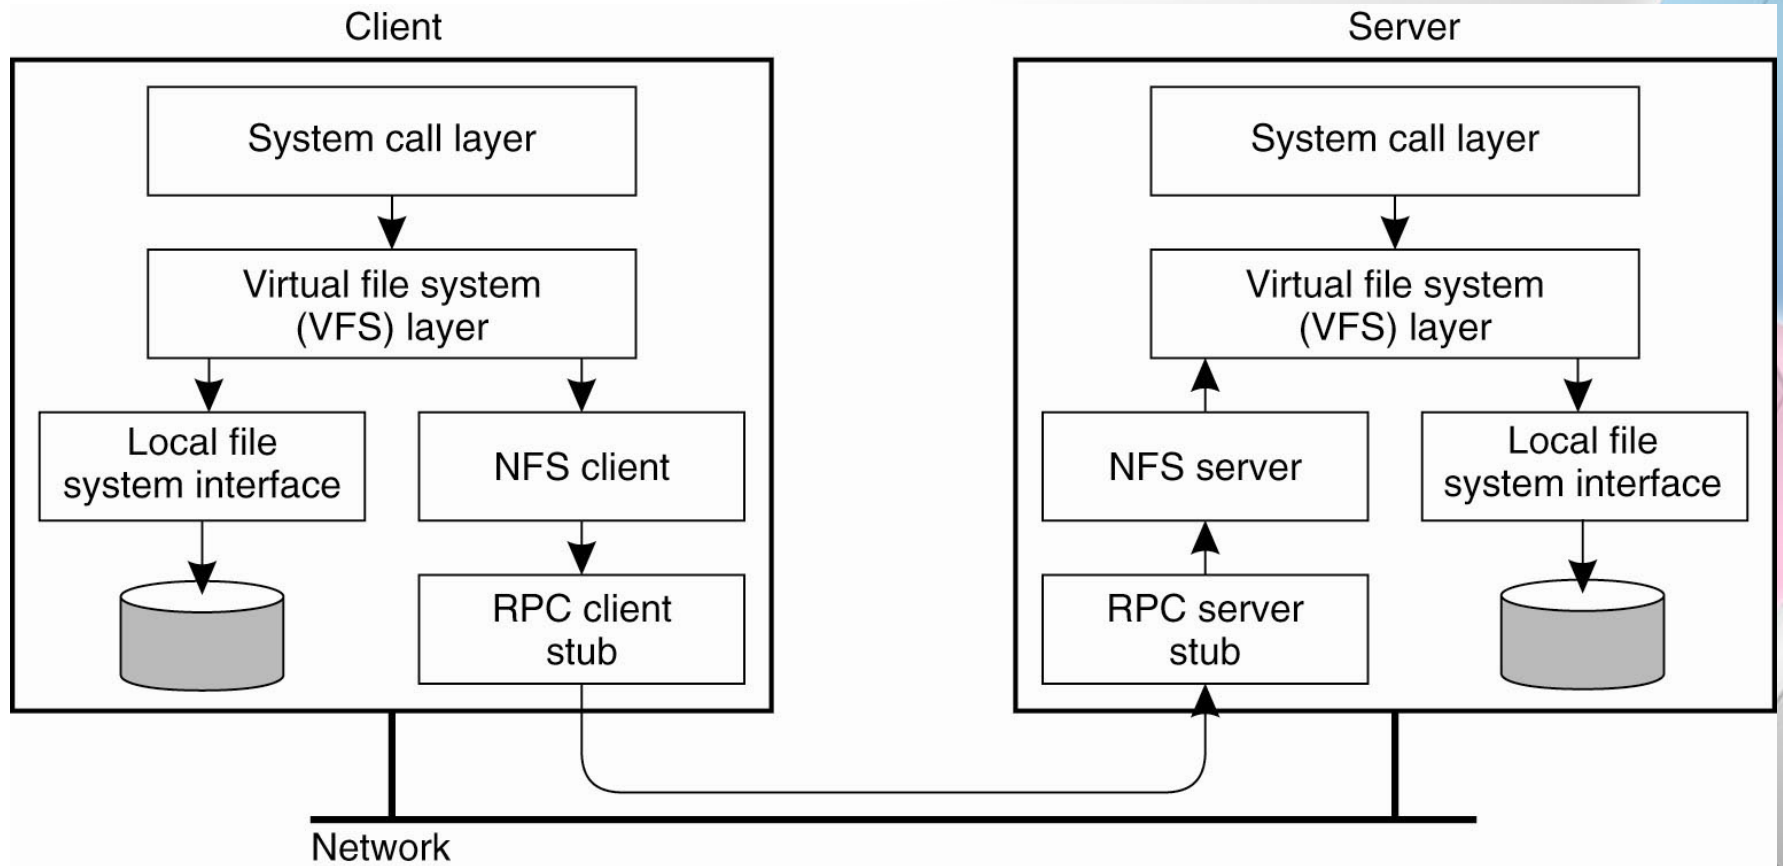 Client
Server
System call layer
System call layer
Virtual file system
(VFS) layer
Virtual file system
(VFS) layer
Local file
system interface
NFS client
NFS server
Local file
system interface
RPC client
stub
RPC server
stub
Network